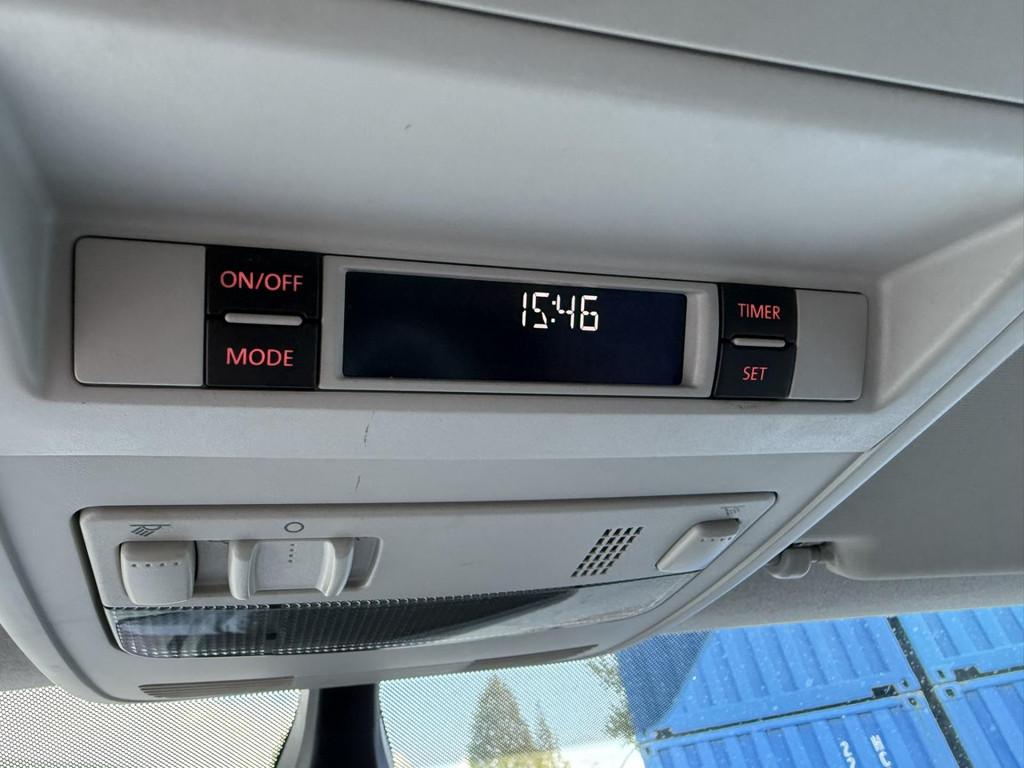 ON/OFF
MODE
15:46
TIMER
SET